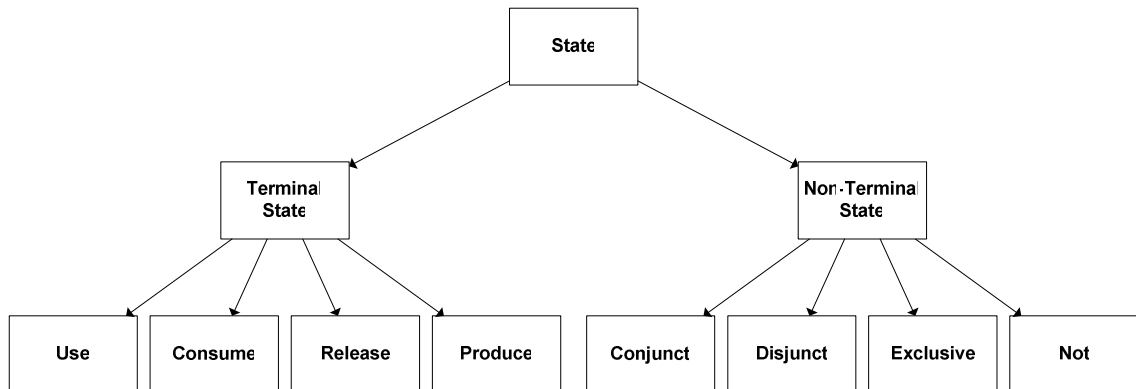 State
Terminal
State
Non-Terminal
State
Use
Consume
Release
Produce
Conjunct
Disjunct
Exclusive
Not